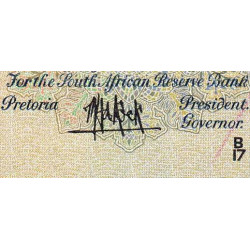 For the South African Reserve Bank
Pretoria President.
Governor
B
17